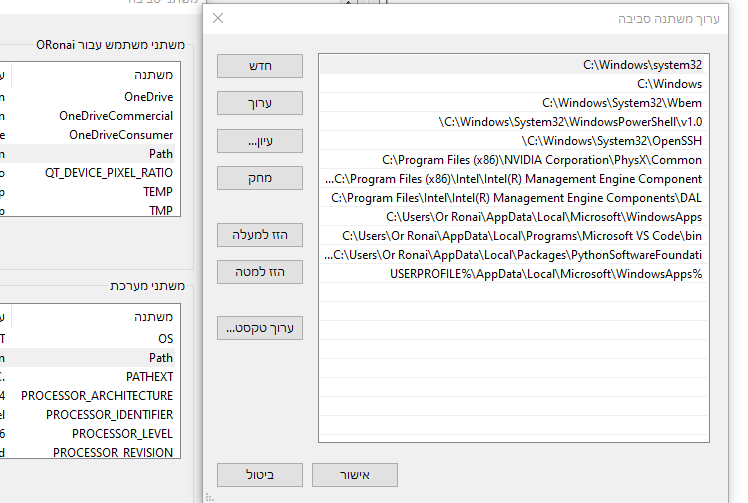 ערוך משתנה סביבה
C:\Windows\system32
C:\Windows
C:\Windows\System32\Wbem
C:\Windows\System32\WindowsPowerShell\v1.0\
C:\Windows\System32\OpenSSH\
C:\Program Files (x86)\NVIDIA Corporation\PhysX\Common
C:\Program Files (x86)\Intel\Intel(R) Management Engine Component...
C:\Program Files\Intel\Intel(R) Management Engine Components\DAL
C:\Users\Or Ronai\AppData\Local\Microsoft\WindowsApps
C:\Users\Or Ronai\AppData\Local\Programs\Microsoft VS Code\bin
C:\Users\Or Ronai\AppData\Local\Packages\PythonSoftwareFoundati...
%USERPROFILE%\AppData\Local\Microsoft\WindowsApps
חדש
ערוך
עיון...
מחק
הזז למעלה
הזז למטה
ערוך טקסט...
אישור
ביטול
משתני סביבה
משתני משתמש עבור ORonai
משתנה
OneDrive
OneDriveCommercial
OneDriveConsumer
Path
QT_DEVICE_PIXEL_RATIO
TEMP
TMP
משתני מערכת
משתנה
OS
Path
PATHEXT
PROCESSOR_ARCHITECTURE
PROCESSOR_IDENTIFIER
PROCESSOR_LEVEL
PROCESSOR_REVISION